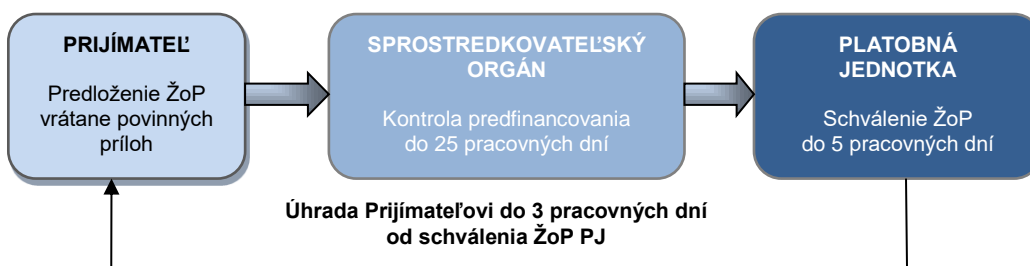 PRIJÍMATEĽ
Predloženie ŽoP
vrátane povinných
príloh
SPROSTREDKOVATEĽSKÝ
ORGÁN
Kontrola predfinancovania
do 25 pracovných dní
PLATOBNÁ
JEDNOTKA
Schválenie ŽoP
do 5 pracovných dní
Úhrada Prijímateľovi do 3 pracovných dní
od schválenia ŽoP PJ